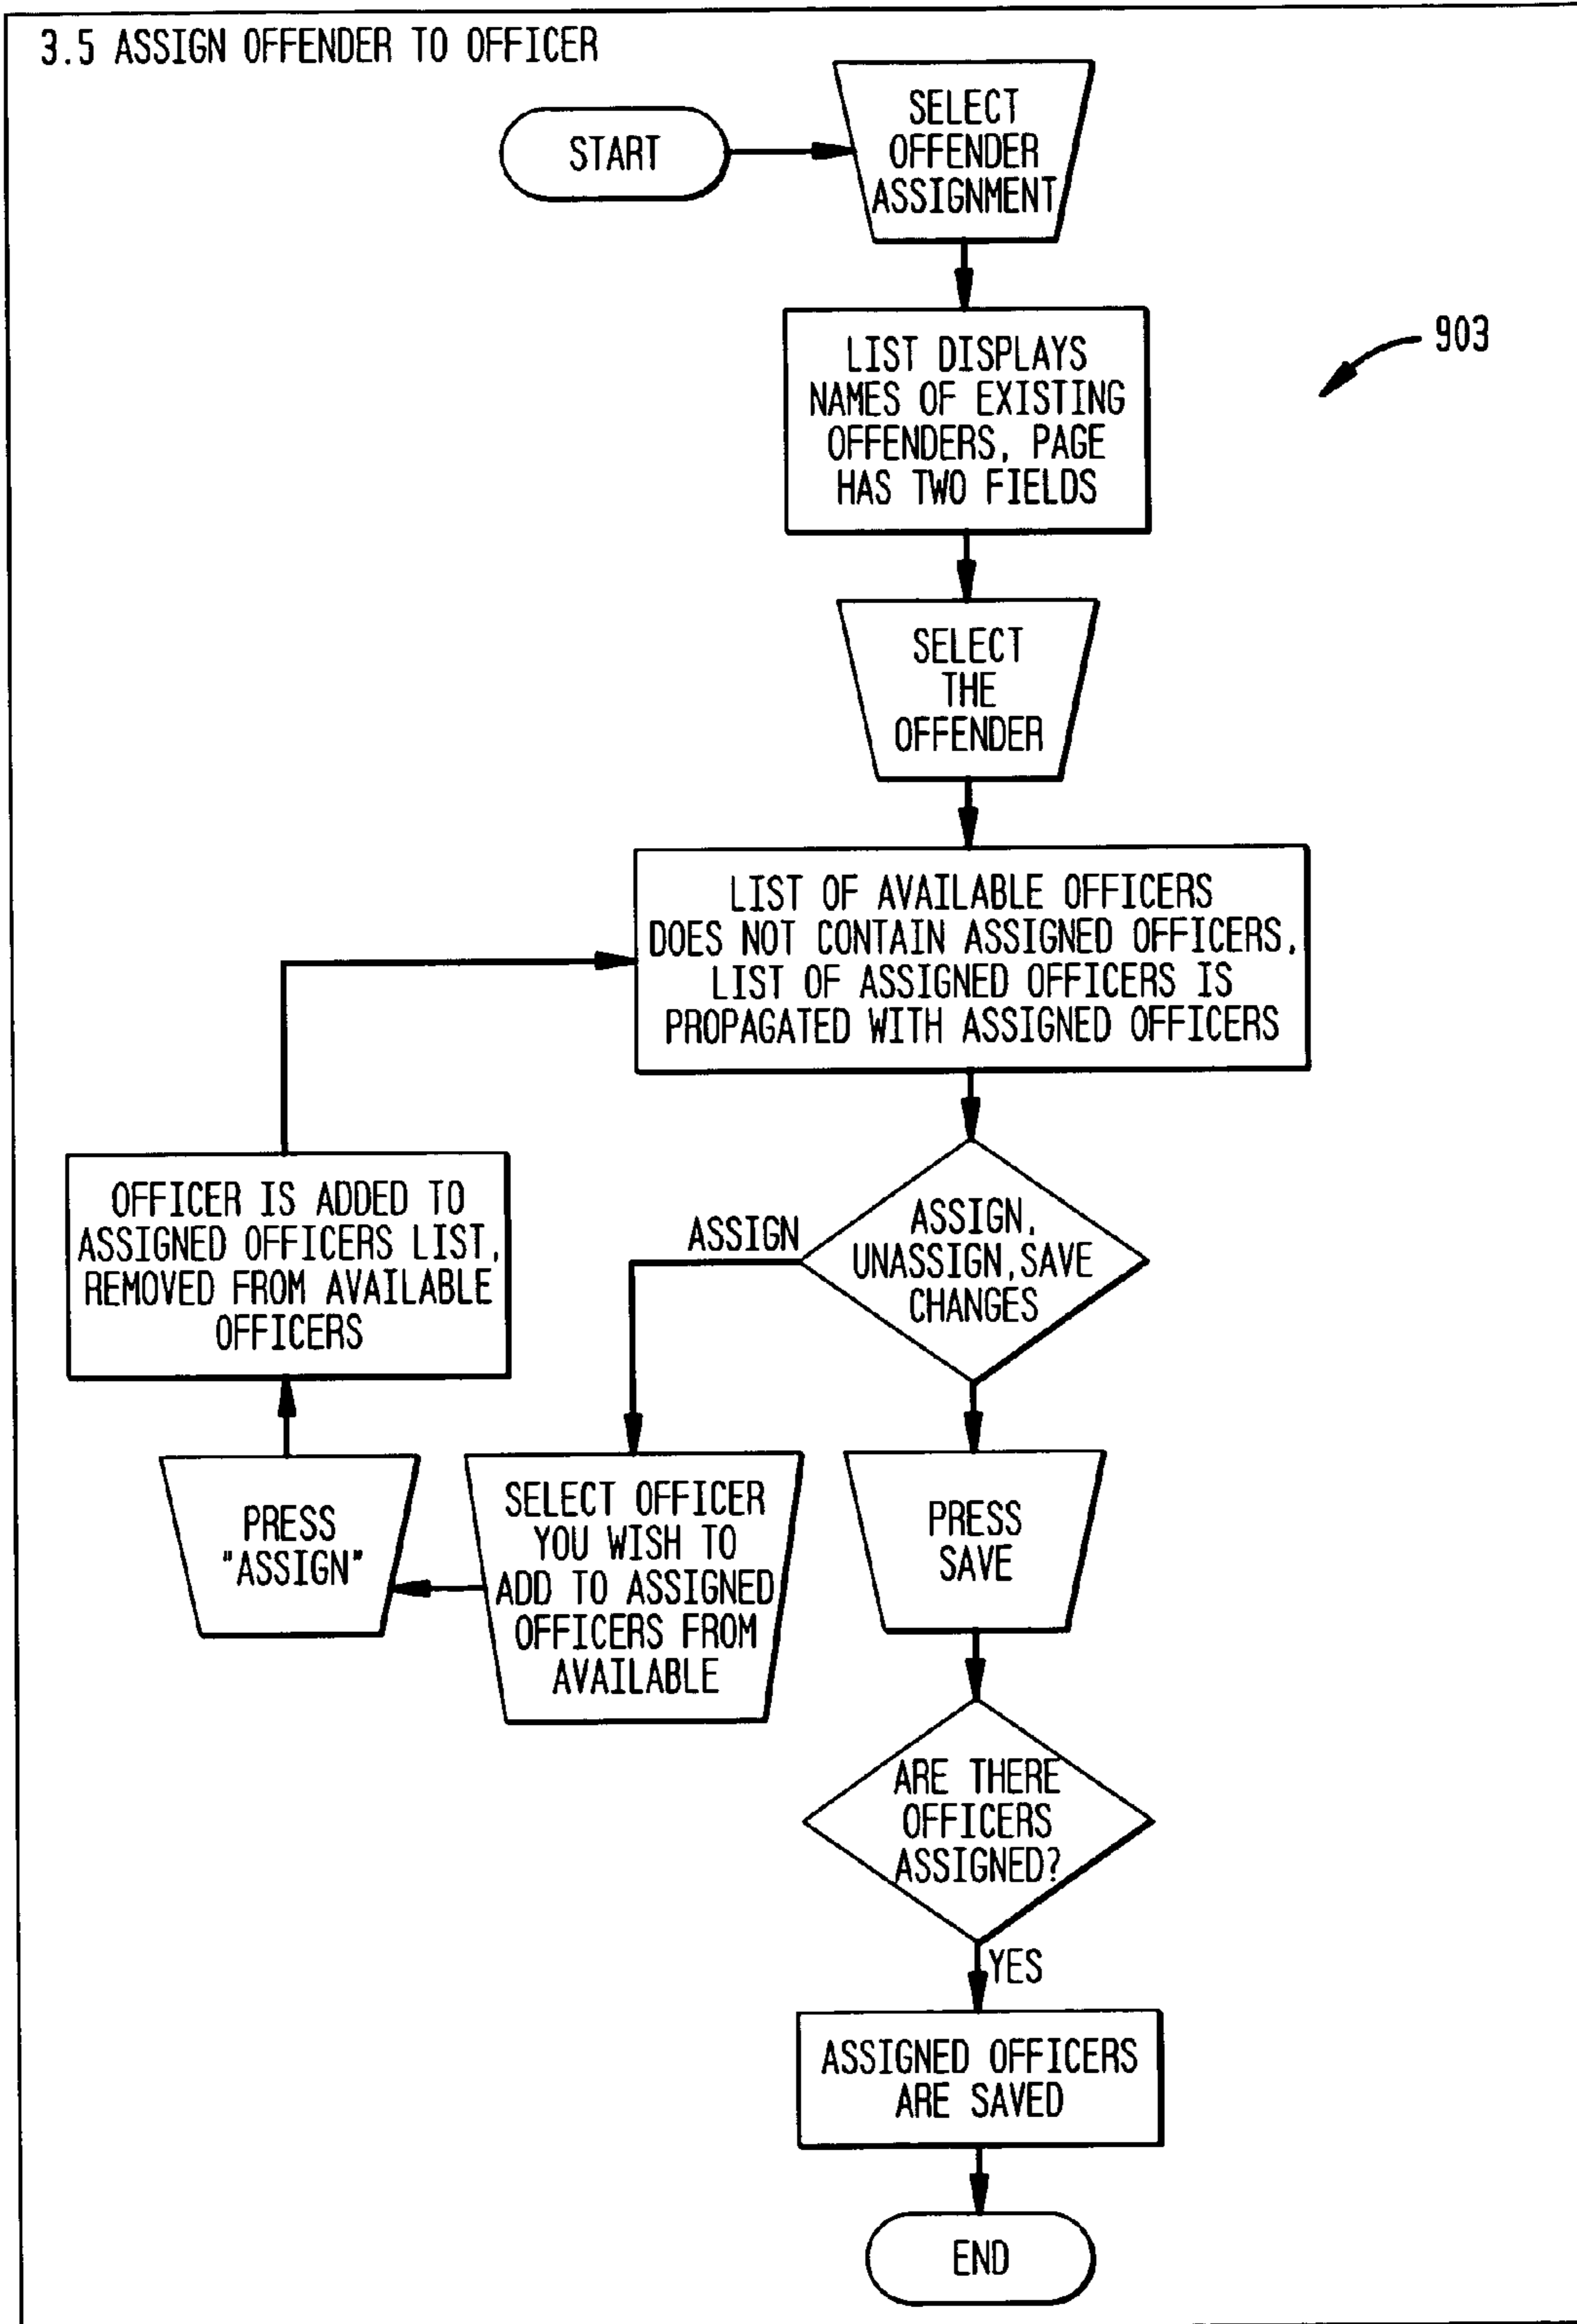 3.5 ASSIGN OFFENDER TO OFFICER
START
SELECT
OFFENDER
ASSIGNMENT
LIST DISPLAYS
NAMES OF EXISTING
OFFENDERS, PAGE
HAS TWO FIELDS
903
SELECT
THE
OFFENDER
LIST OF AVAILABLE OFFICERS
DOES NOT CONTAIN ASSIGNED OFFICERS,
LIST OF ASSIGNED OFFICERS IS
PROPAGATED WITH ASSIGNED OFFICERS
ASSIGN,
UNASSIGN, SAVE
CHANGES
ASSIGN
SELECT OFFICER
YOU WISH TO
ADD TO ASSIGNED
OFFICERS FROM
AVAILABLE
PRESS
"ASSIGN"
OFFICER IS ADDED TO
ASSIGNED OFFICERS LIST,
REMOVED FROM AVAILABLE
OFFICERS
PRESS
SAVE
ARE THERE
OFFICERS
ASSIGNED?
YES
ASSIGNED OFFICERS
ARE SAVED
END